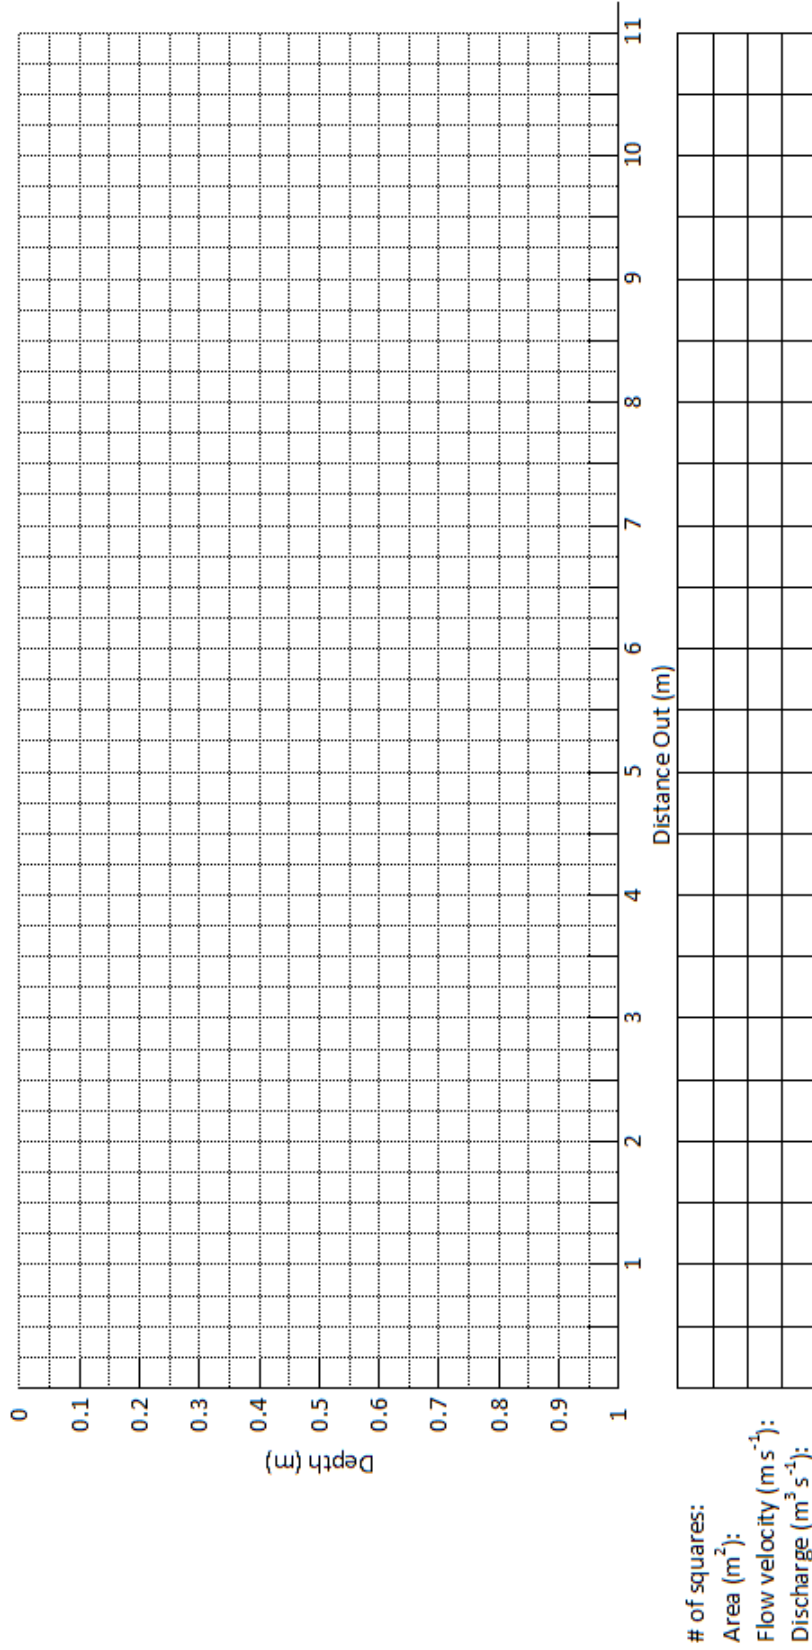 0
0.1
0.2
0.3
0.4
0.5
0.6
0.7
0.8
0.9
1
Depth (m)
1 2 3 4 5 6 7 8 9 10 11
Distance Out (m)
# of squares:
Area (m²):
Flow velocity (m s⁻¹):
Discharge (m³ s⁻¹):